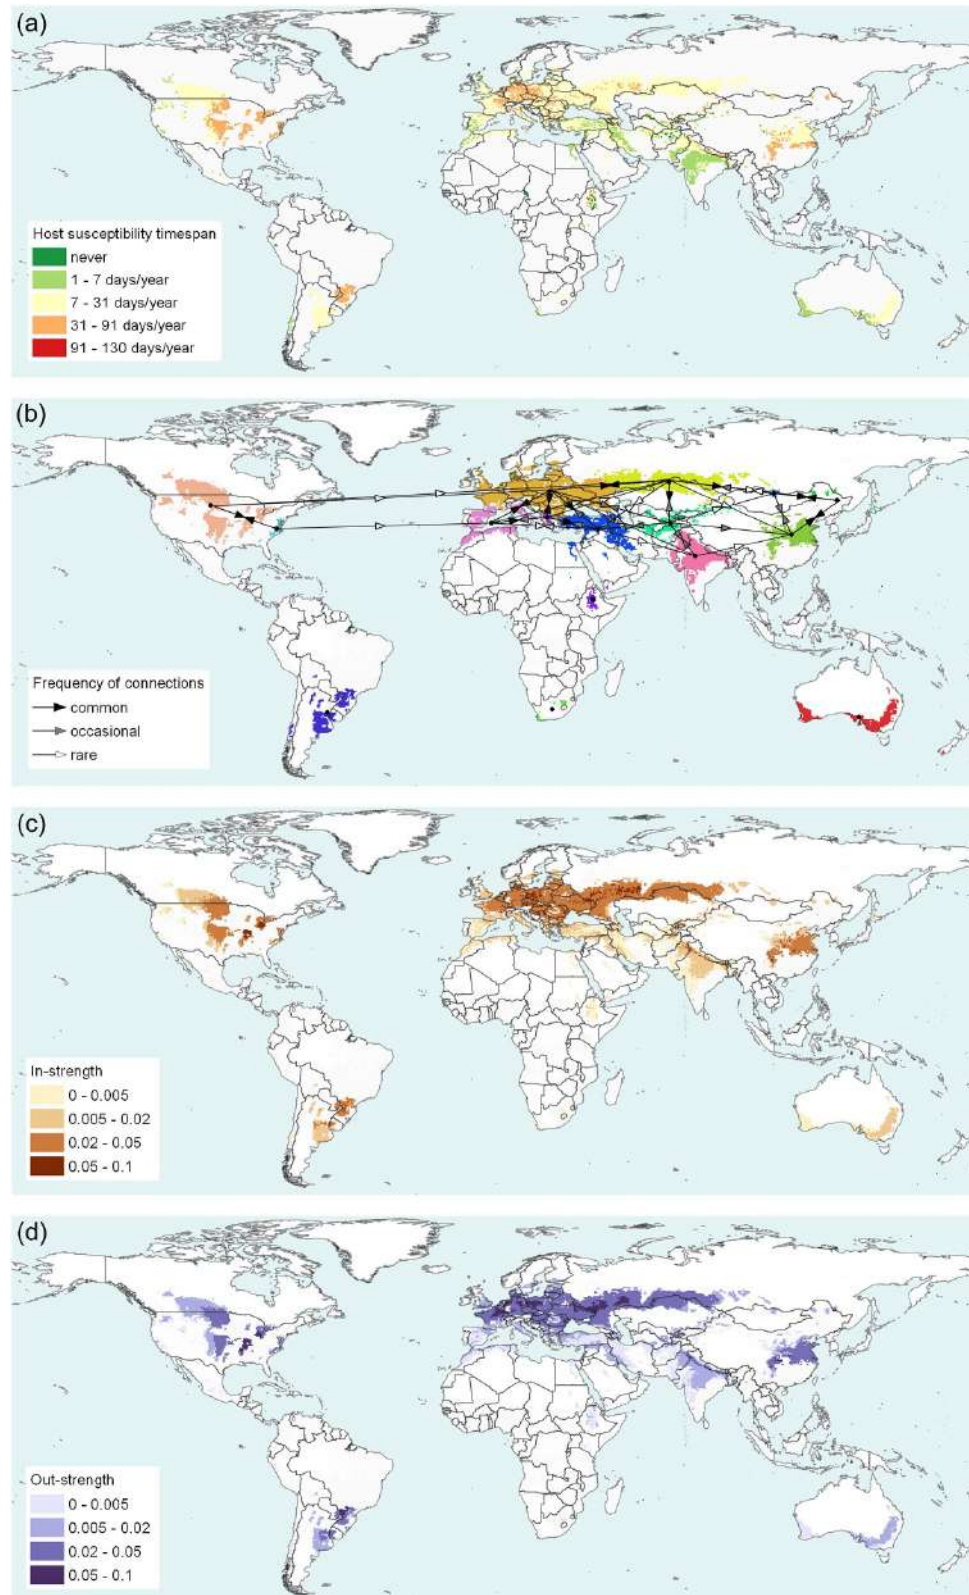 (a)
Host susceptibility timespan
never
1 - 7 days/year
7 - 31 days/year
31 - 91 days/year
91 - 130 days/year
(b)
Frequency of connections
common
occasional
rare
(c)
In-strength
0 - 0.005
0.005 - 0.02
0.02 - 0.05
0.05 - 0.1
(d)
Out-strength
0 - 0.005
0.005 - 0.02
0.02 - 0.05
0.05 - 0.1